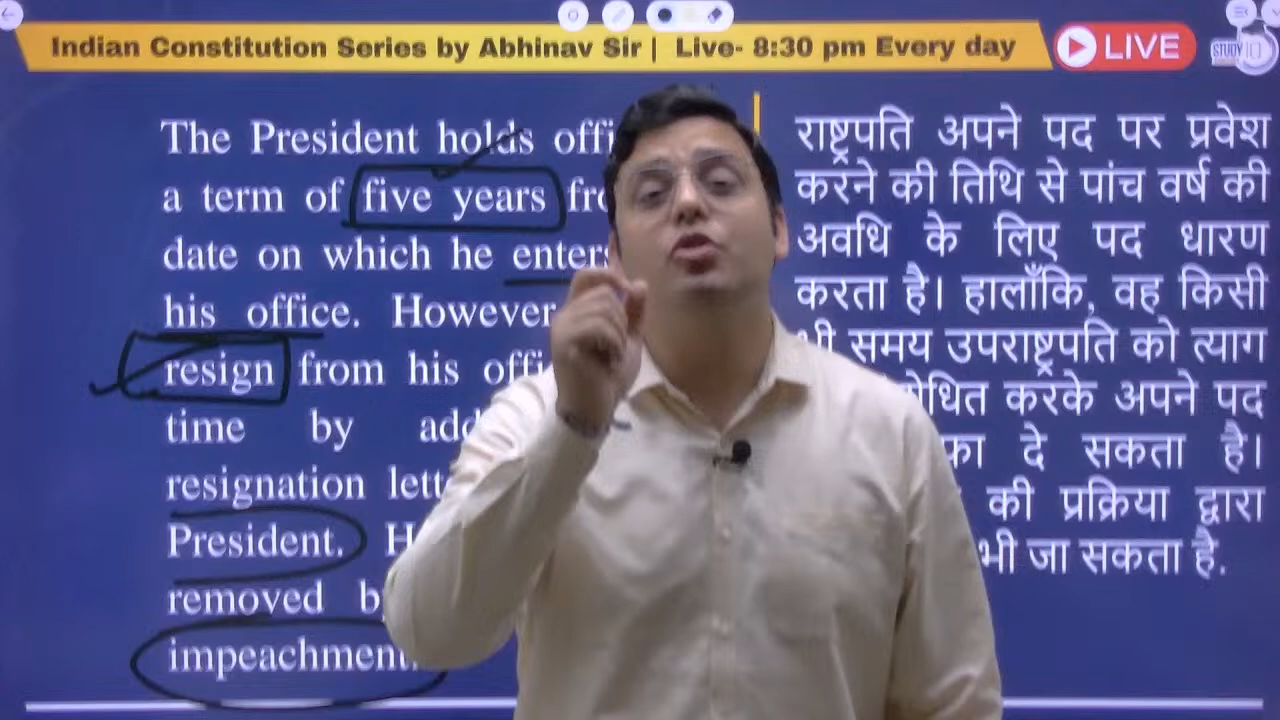 Indian Constitution Series by Abhinav Sir | Live- 8:30 pm Every day
LIVE
STUDY
The President holds offi
a term of five years fro
date on which he enters
his office. However
resign from his offi
time by add
resignation lett
President. H
removed b
impeachment.
राष्ट्रपति अपने पद पर प्रवेश
करने की तिथि से पांच वर्ष की
अवधि के लिए पद धारण
करता है। हालाँकि, वह किसी
भी समय उपराष्ट्रपति को त्याग
धित करके अपने पद
फा दे सकता है।
की प्रक्रिया द्वारा
भी जा सकता है.